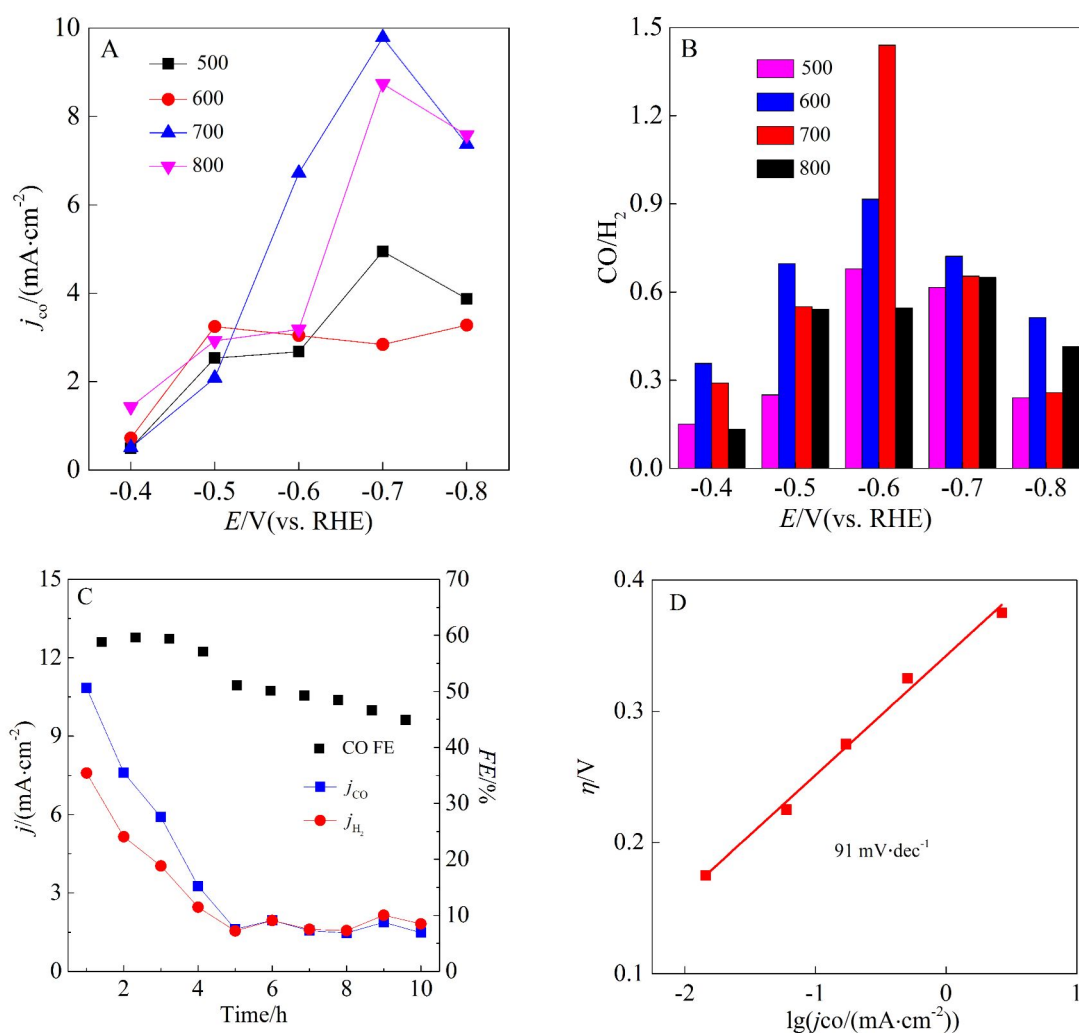 A
500
600
700
800
10
8
6
4
2
0
-0.4 -0.5 -0.6 -0.7 -0.8
E/V(vs. RHE)
jco/(mA·cm-2)
B
500
600
700
800
1.5
1.2
0.9
0.6
0.3
0.0
-0.4 -0.5 -0.6 -0.7 -0.8
E/V(vs. RHE)
CO/H2
C
15
12
9
6
3
0
70
60
50
40
30
20
10
0
CO FE
jCO
jH2
2 4 6 8 10
Time/h
j/(mA·cm-2)
FE/%
D
0.4
0.3
0.2
0.1
91 mV·dec-1
-2 -1 0 1
lg(jco/(mA·cm-2))
η/V